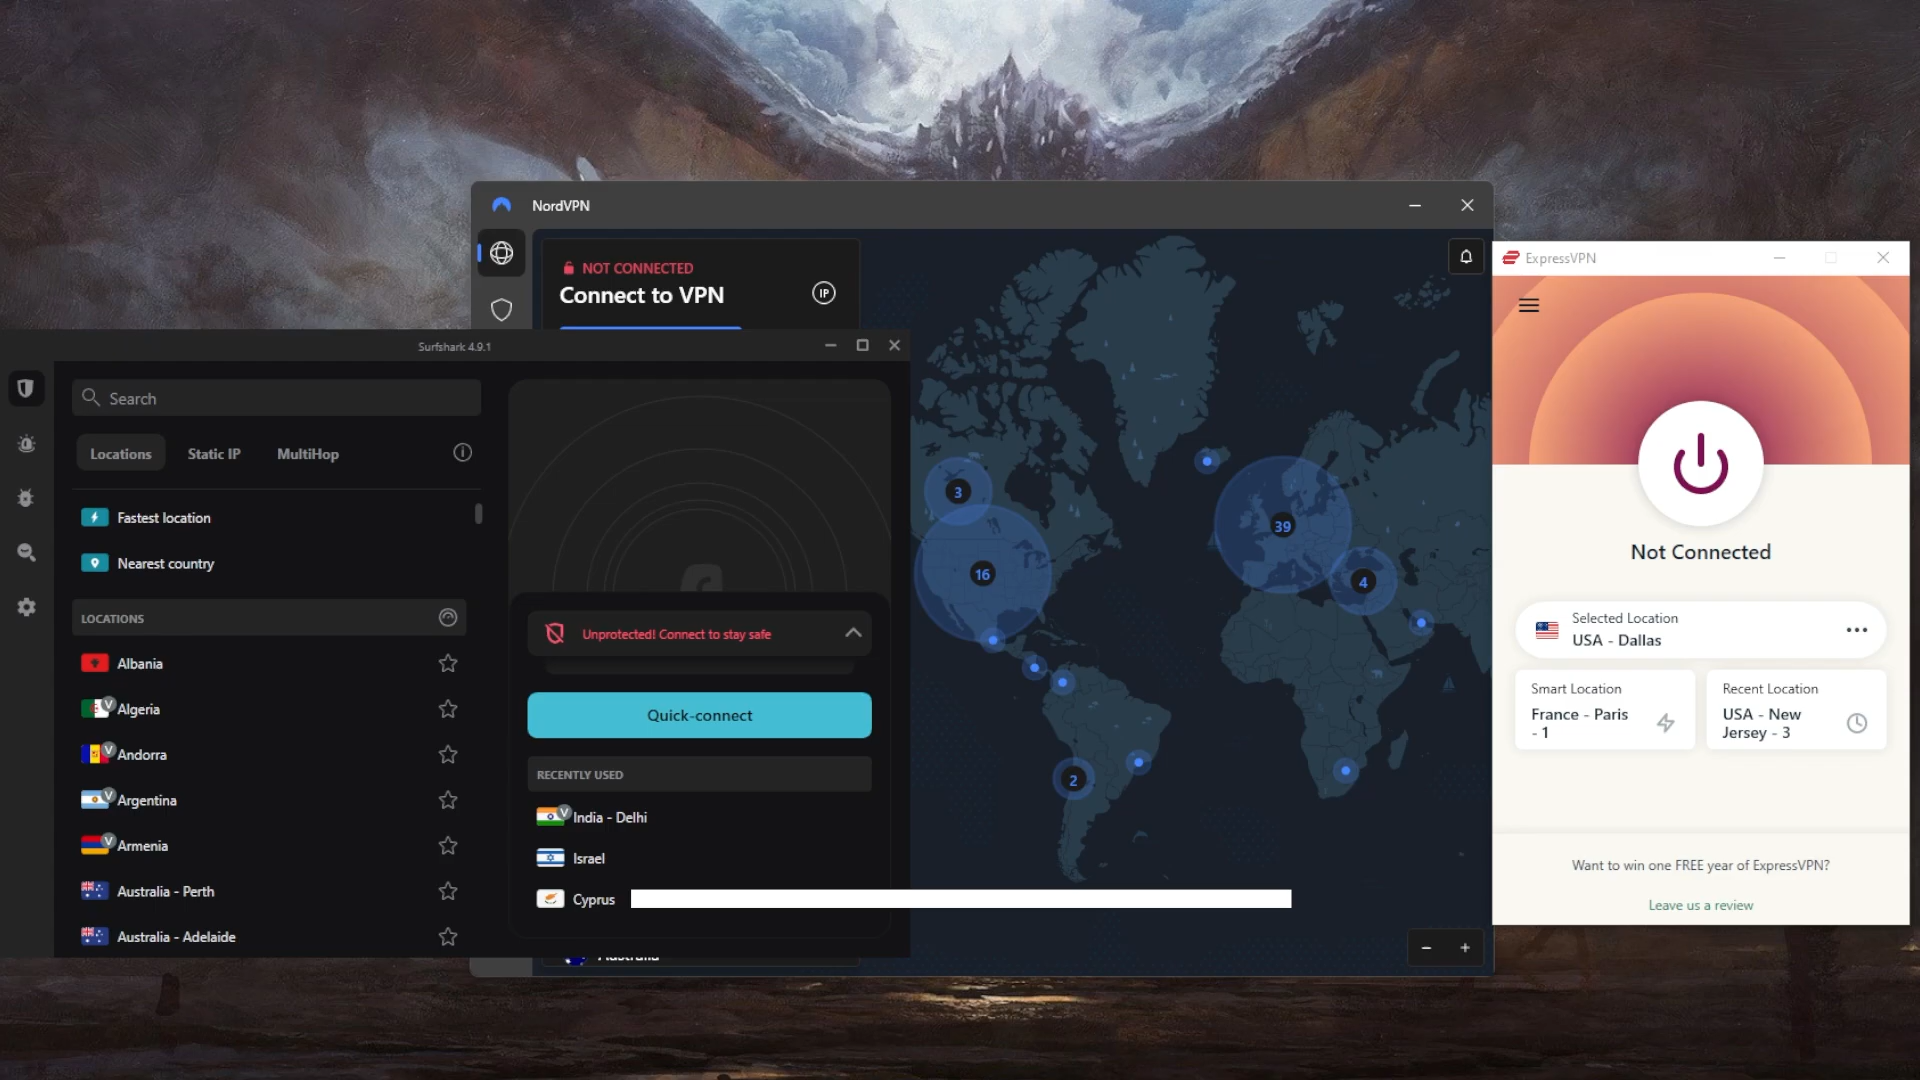 NordVPN
NOT CONNECTED
Connect to VPN
IP
Surfshark 4.9.1
Search
Locations
Static IP
MultiHop
Fastest location
Nearest country
LOCATIONS
Albania
V
Algeria
V
Andorra
V
Argentina
V
Armenia
Australia - Perth
Australia - Adelaide
Unprotected! Connect to stay safe
Quick-connect
RECENTLY USED
V
India - Delhi
Israel
Cyprus
Australia
3
16
39
4
2
ExpressVPN
Not Connected
Selected Location
USA - Dallas
Smart Location
France - Paris
- 1
Recent Location
USA - New
Jersey - 3
Want to win one FREE year of ExpressVPN?
Leave us a review